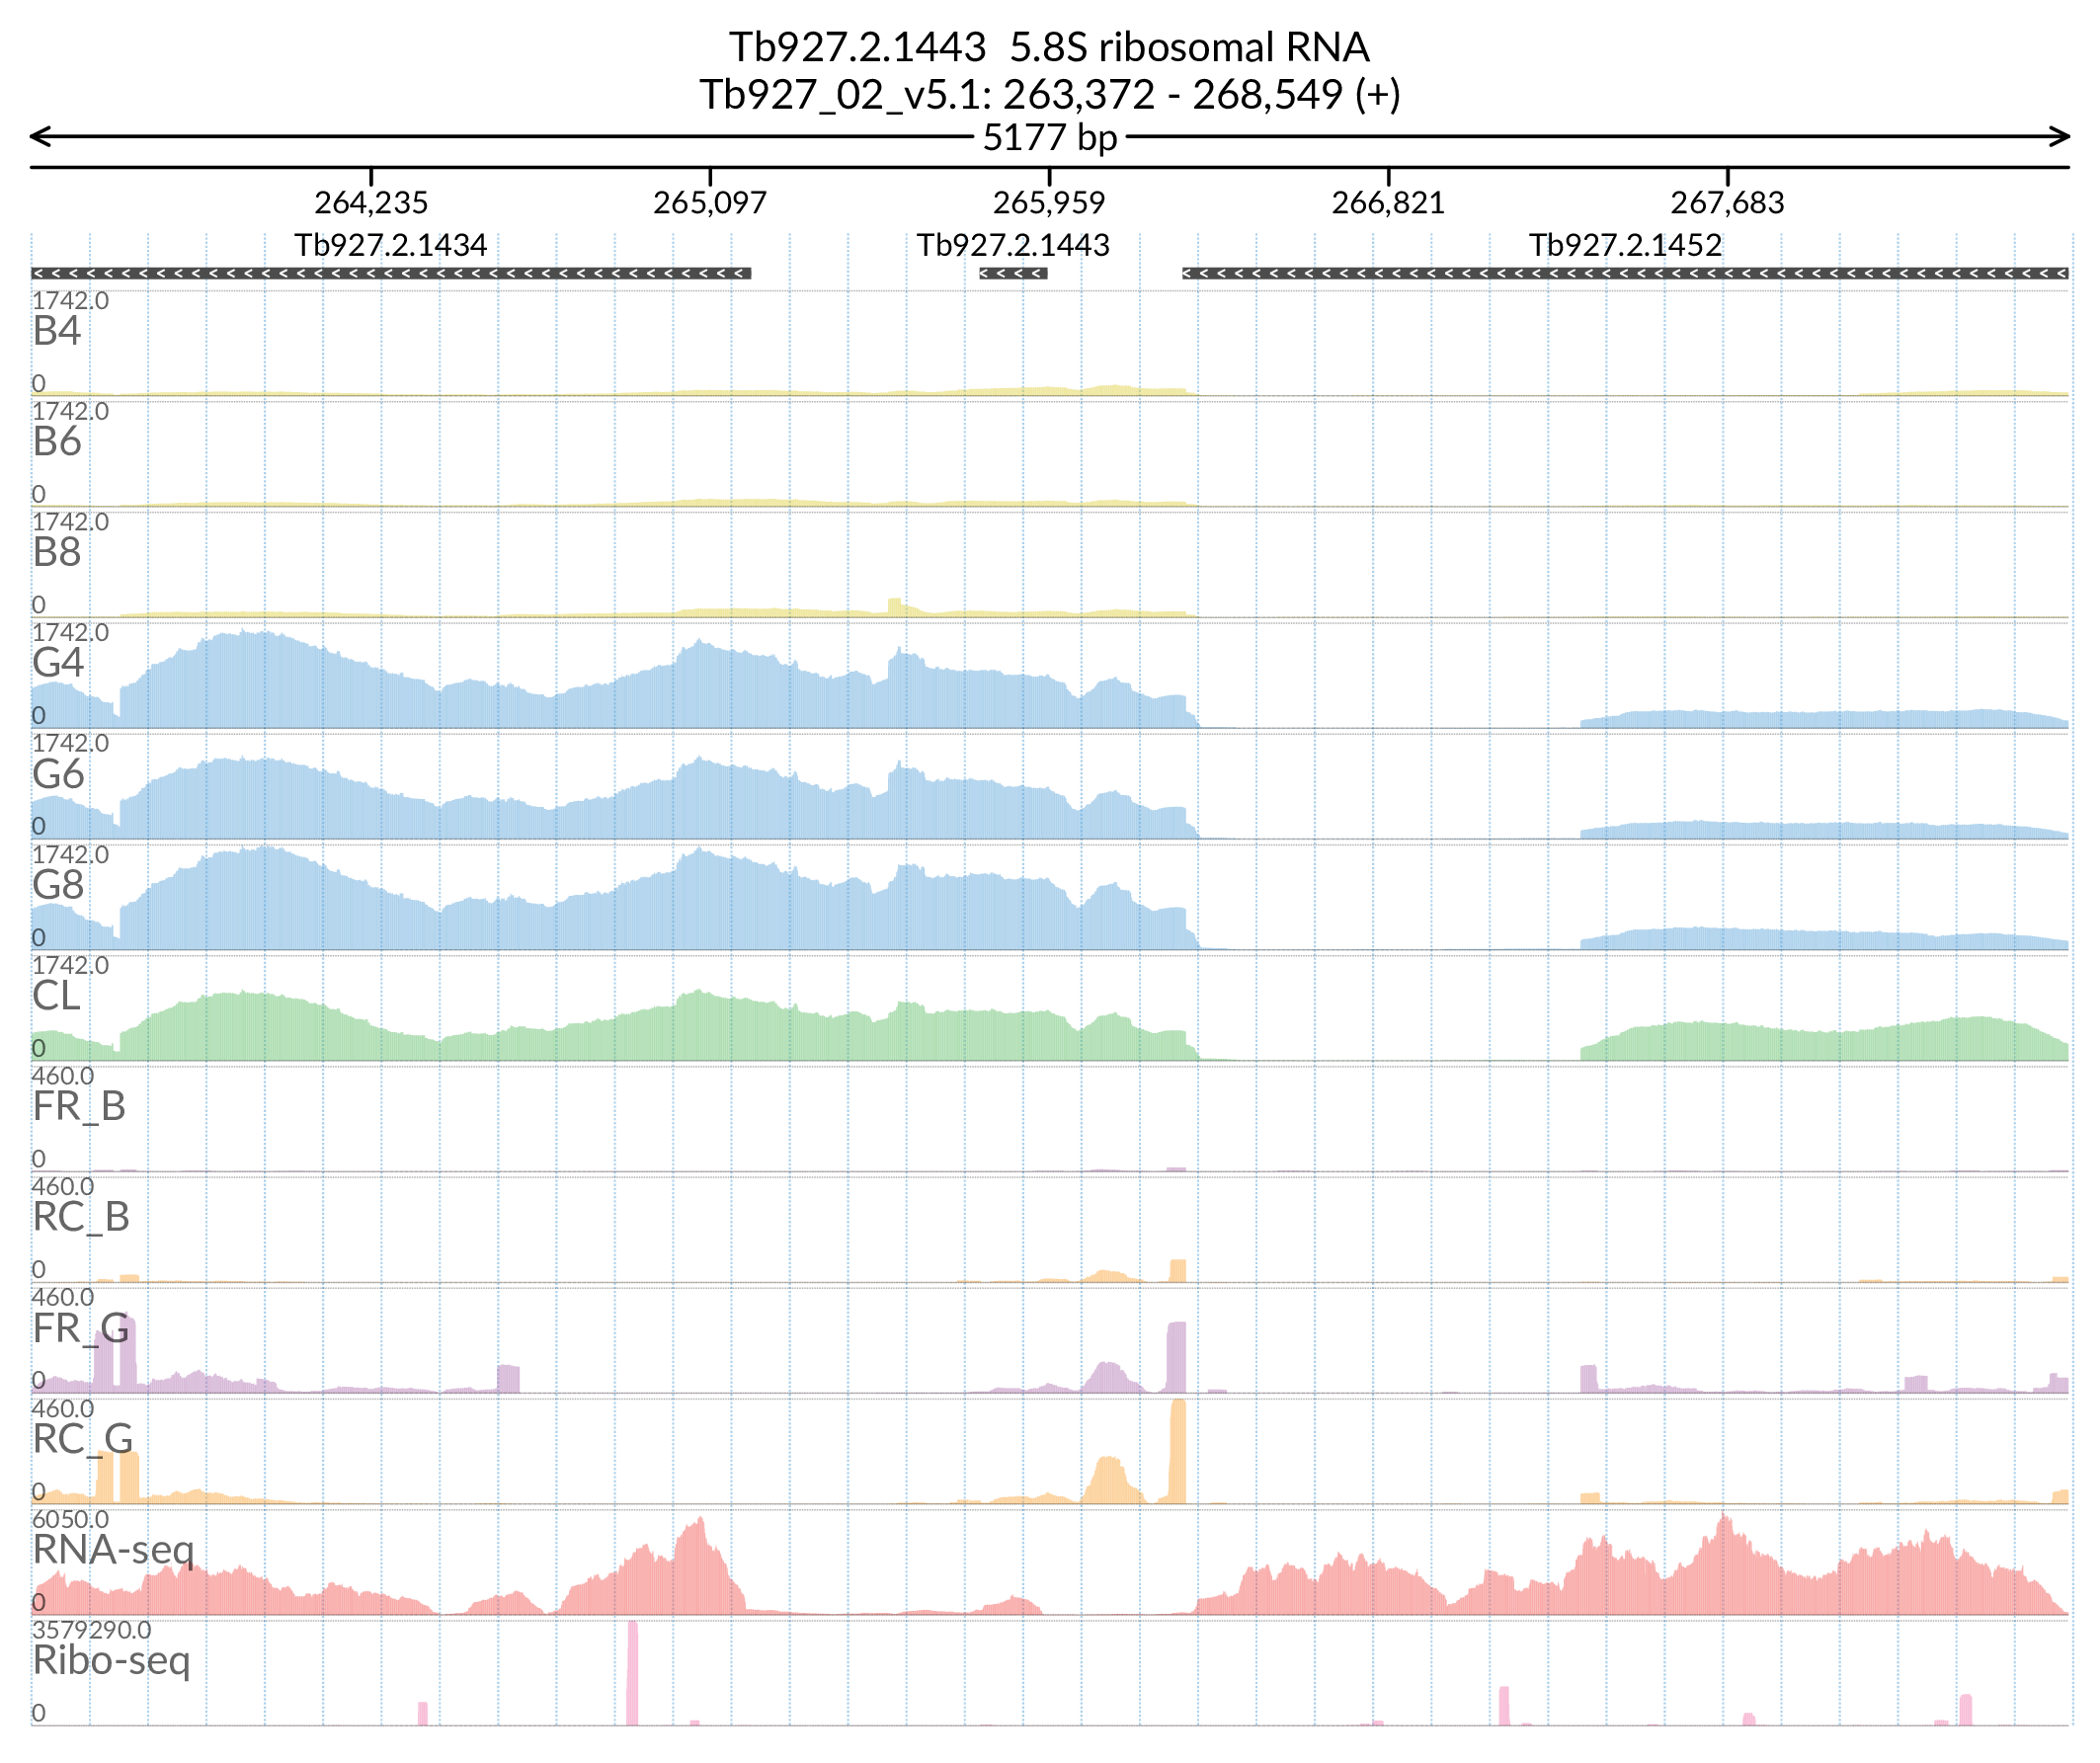 Tb927.2.1443  5.8S ribosomal RNA
Tb927_02_v5.1: 263,372 - 268,549 (+)
5177 bp
264,235 265,097 265,959 266,821 267,683
Tb927.2.1434 Tb927.2.1443 Tb927.2.1452
1742.0
B4
0
1742.0
B6
0
1742.0
B8
0
1742.0
G4
0
1742.0
G6
0
1742.0
G8
0
1742.0
CL
0
460.0
FR_B
0
460.0
RC_B
0
460.0
FR_G
0
460.0
RC_G
0
6050.0
RNA-seq
0
3579290.0
Ribo-seq
0